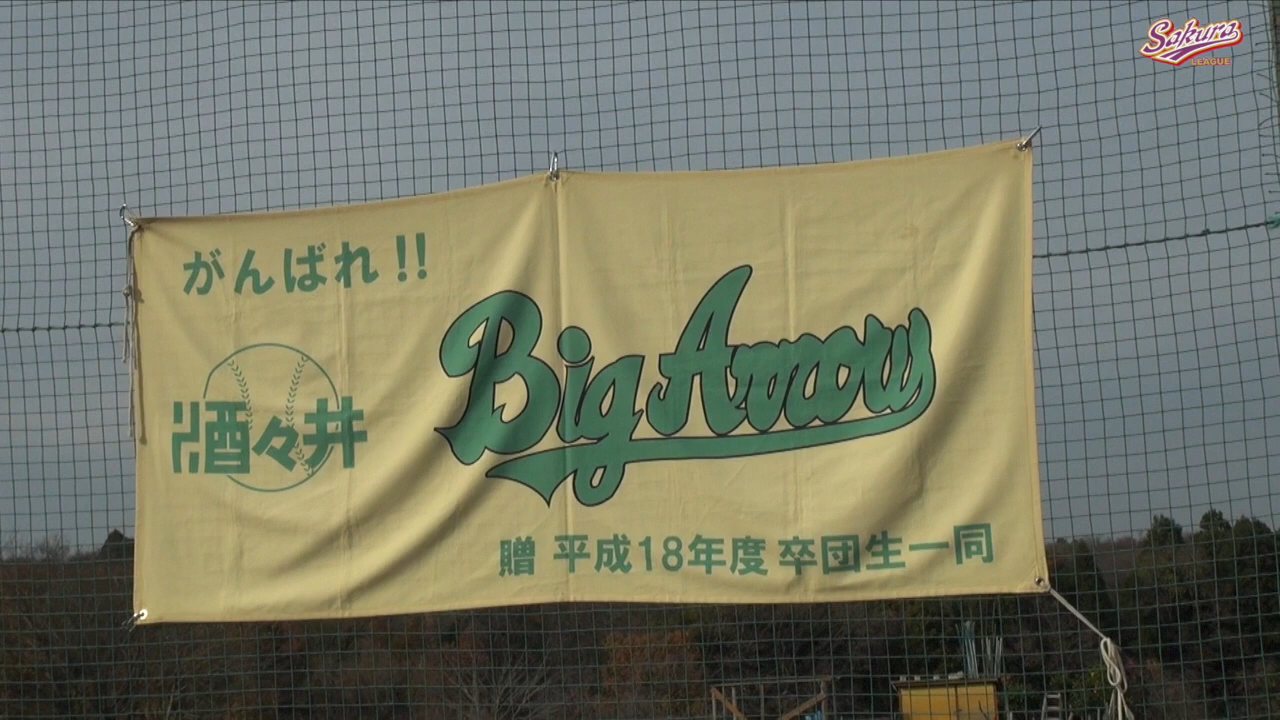 Sakura
LEAGUE
がんばれ!!
酒々井
Big Arrows
贈 平成18年度 卒団生一同